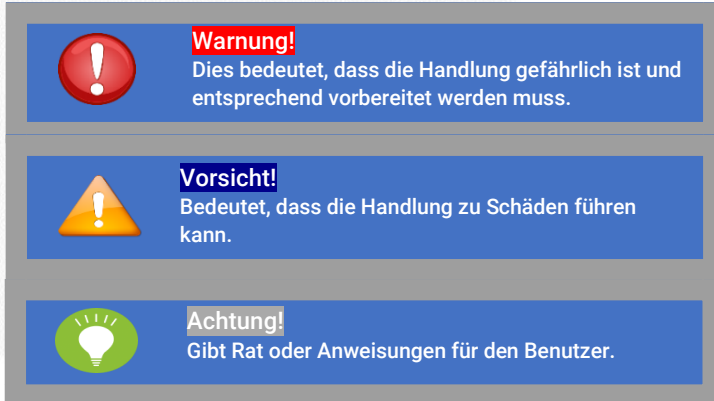 Warnung!
Dies bedeutet, dass die Handlung gefährlich ist und
entsprechend vorbereitet werden muss.
Vorsicht!
Bedeutet, dass die Handlung zu Schäden führen
kann.
Achtung!
Gibt Rat oder Anweisungen für den Benutzer.